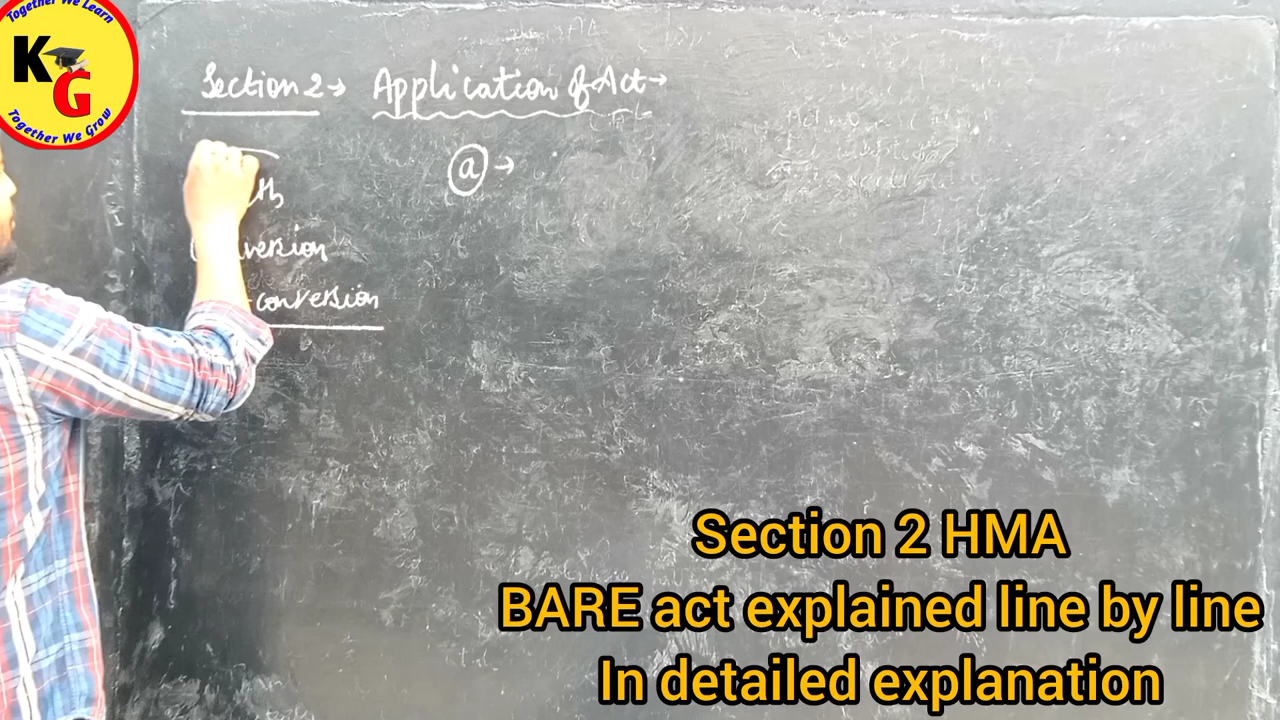 Together We Learn
KG
Together We Grow
Section 2→ Application of Act→
ⓐ→
conversion
Section 2 HMA
BARE act explained line by line
In detailed explanation